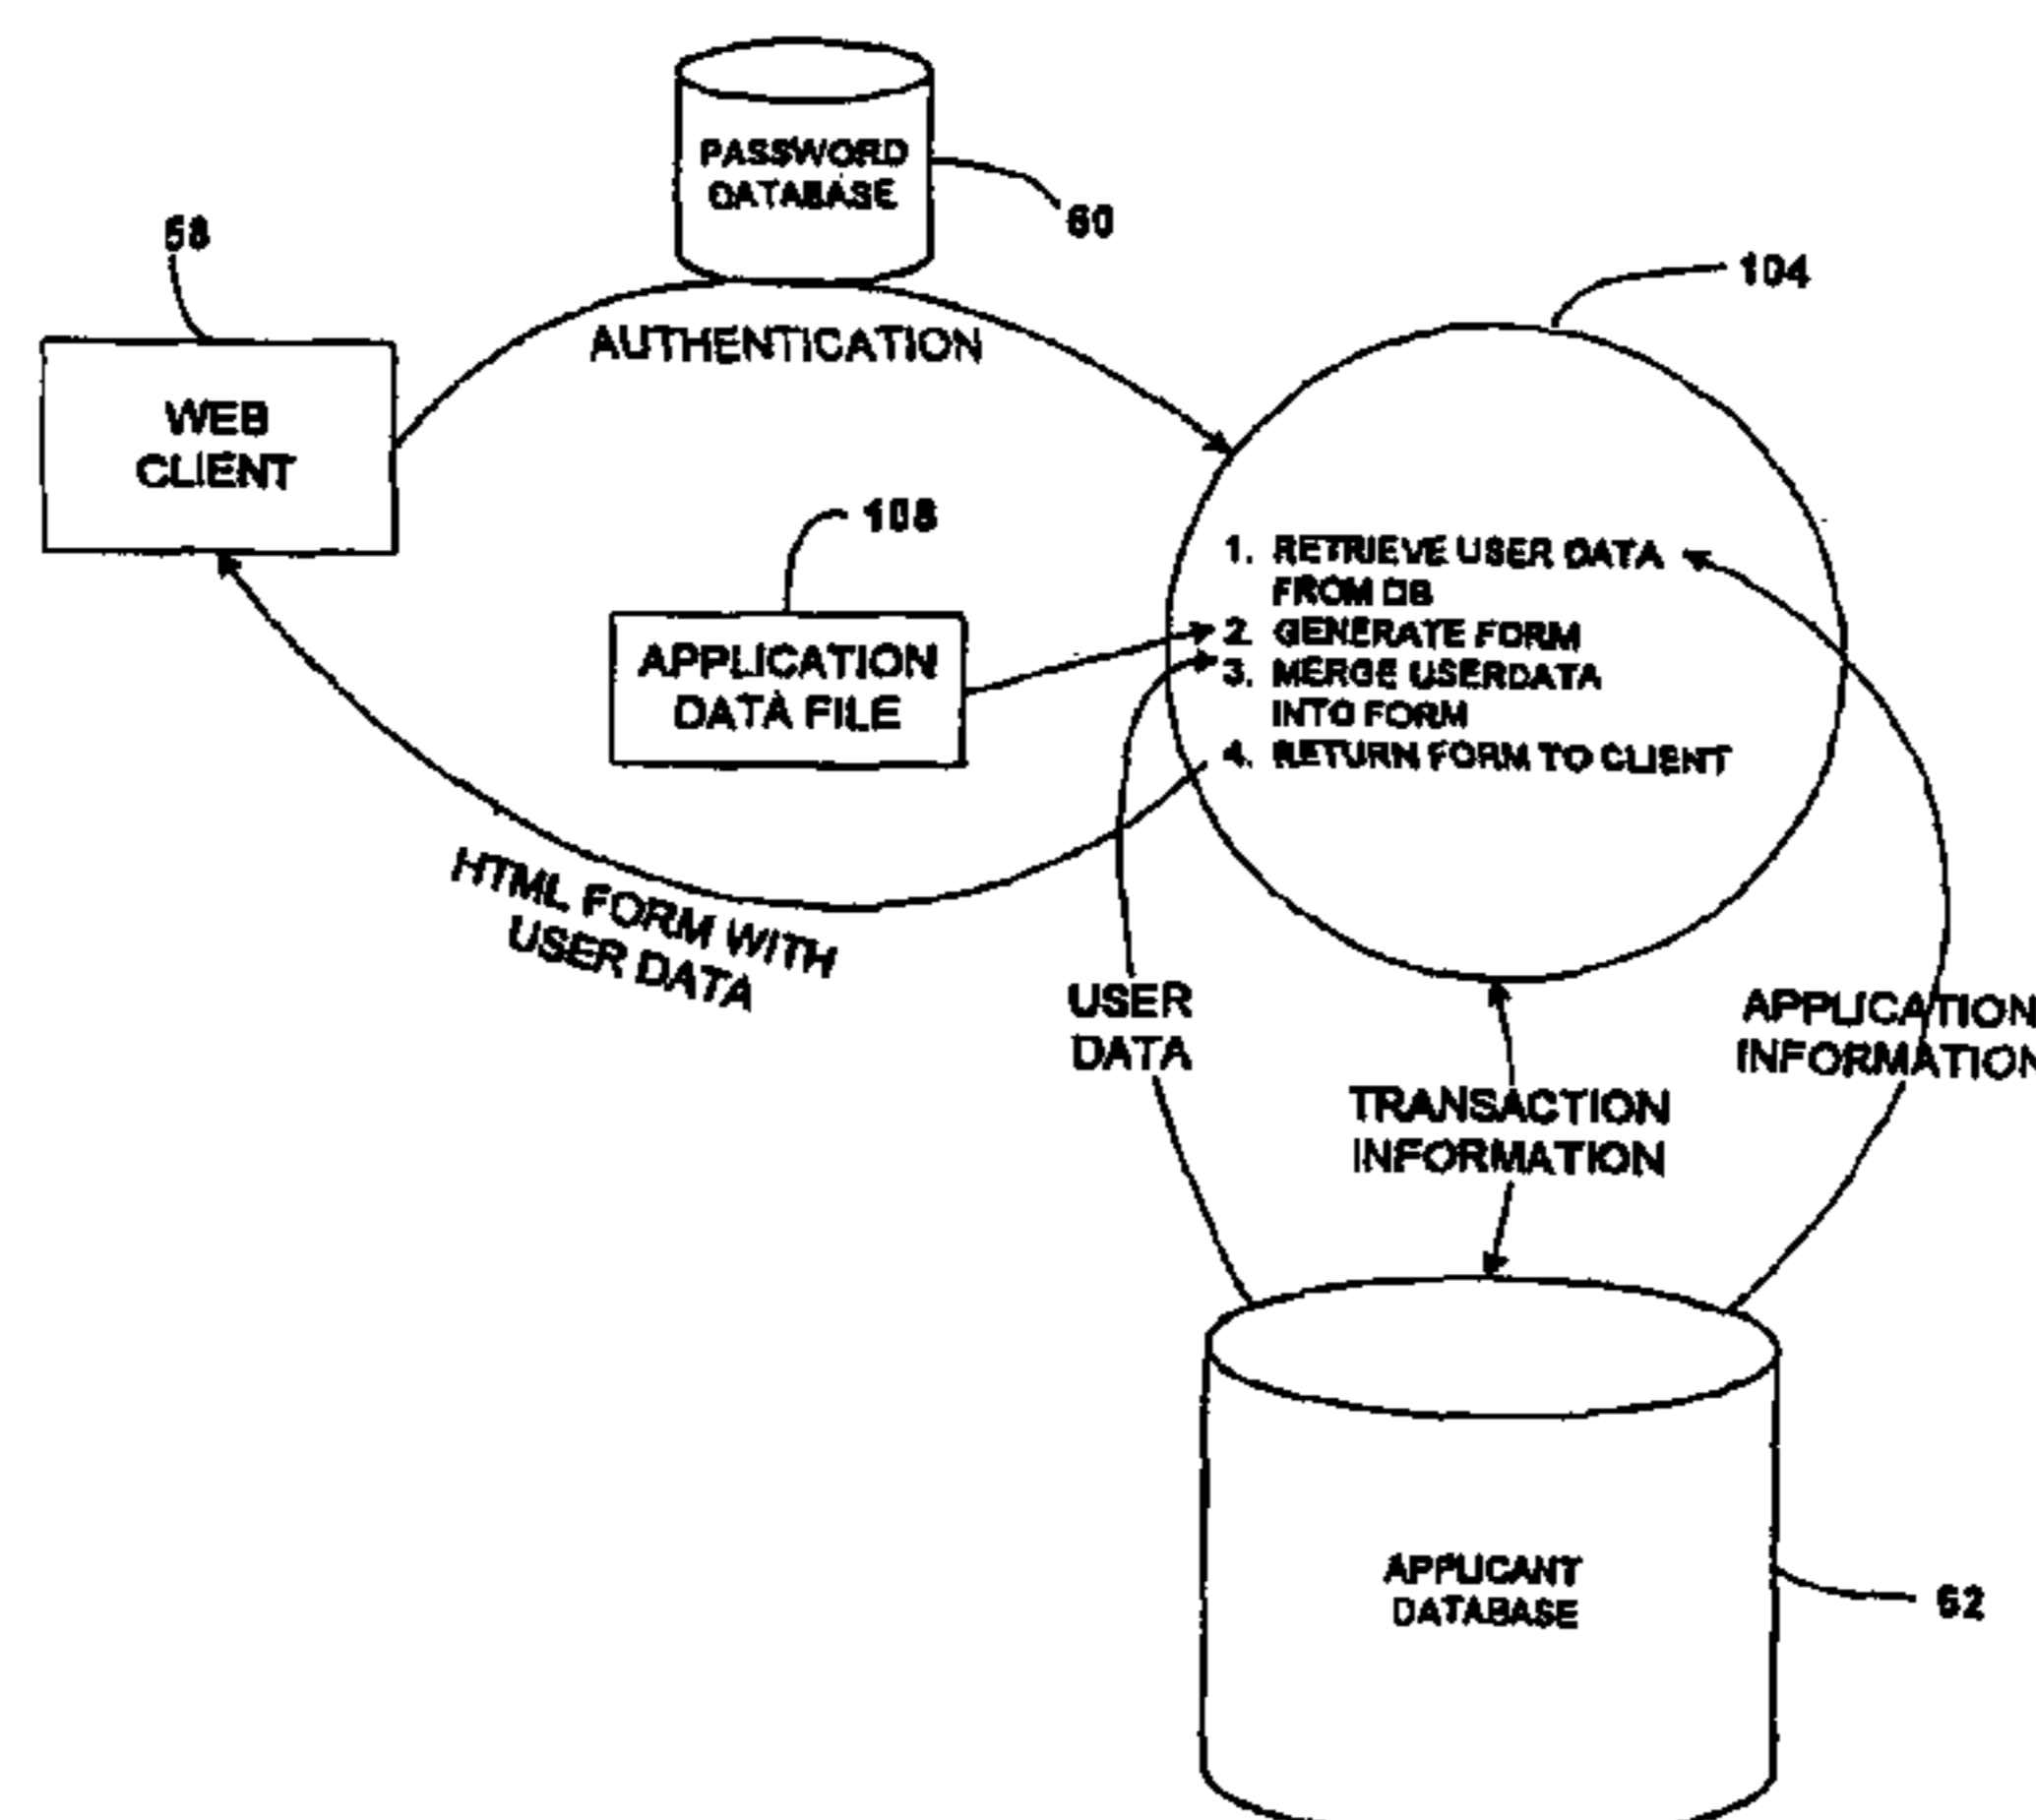 PASSWORD
DATABASE
60
58
104
AUTHENTICATION
WEB
CLIENT
108
1. RETRIEVE USER DATA
FROM DB
2. GENERATE FORM
3. MERGE USERDATA
INTO FORM
4. RETURN FORM TO CLIENT
APPLICATION
DATA FILE
HTML FORM WITH
USER DATA
USER
DATA
APPLICATION
INFORMATION
TRANSACTION
INFORMATION
APPLICANT
DATABASE
62